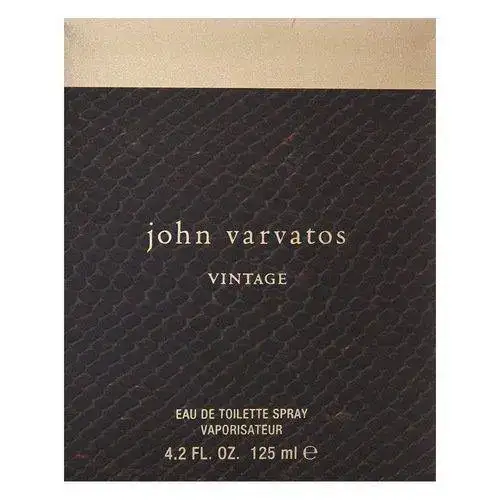 john varvatos
VINTAGE
EAU DE TOILETTE SPRAY
VAPORISATEUR
4.2 FL. OZ. 125 ml ℮